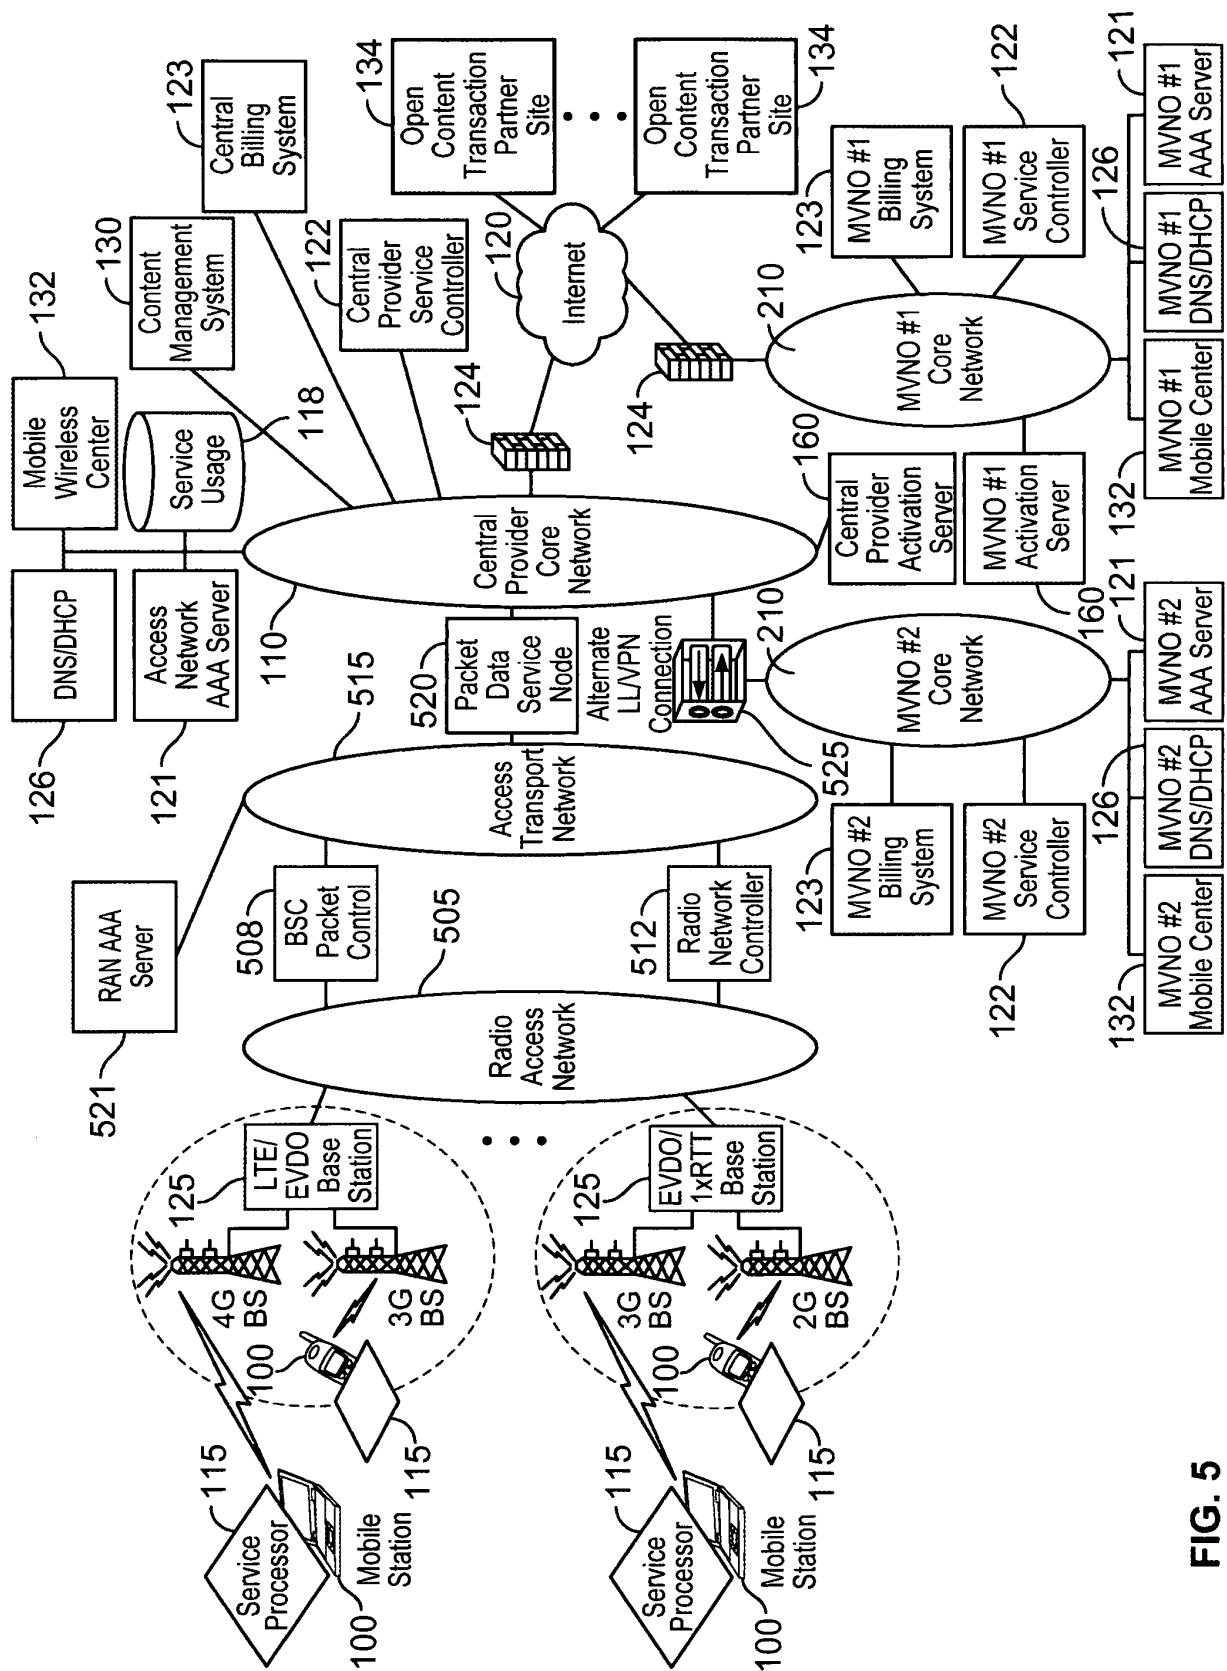 Service
Processor
115
100
Mobile
Station
115
100
4G
BS
3G
BS
125
LTE/
EVDO
Base
Station
Service
Processor
115
100
Mobile
Station
115
100
3G
BS
2G
BS
125
EVDO/
1xRTT
Base
Station
521
RAN AAA
Server
Radio
Access
Network
505
508
BSC
Packet
Control
512
Radio
Network
Controller
515
Access
Transport
Network
520
Packet
Data
Service
Node
Alternate
LL/VPN
Connection
525
126
DNS/DHCP
121
Access
Network
AAA Server
110
Central
Provider
Core
Network
Mobile
Wireless
Center
132
Service
Usage
118
Content
Management
System
130
Central
Billing
System
123
Central
Provider
Service
Controller
122
124
Internet
120
Open
Content
Transaction
Partner
Site
134
Open
Content
Transaction
Partner
Site
134
124
160
Central
Provider
Activation
Server
210
MVNO #1
Core
Network
123
MVNO #1
Billing
System
122
MVNO #1
Service
Controller
MVNO #1
Activation
Server
160
132
MVNO #1
Mobile Center
126
MVNO #1
DNS/DHCP
121
MVNO #1
AAA Server
210
MVNO #2
Core
Network
123
MVNO #2
Billing
System
122
MVNO #2
Service
Controller
132
MVNO #2
Mobile Center
126
MVNO #2
DNS/DHCP
121
MVNO #2
AAA Server
FIG. 5